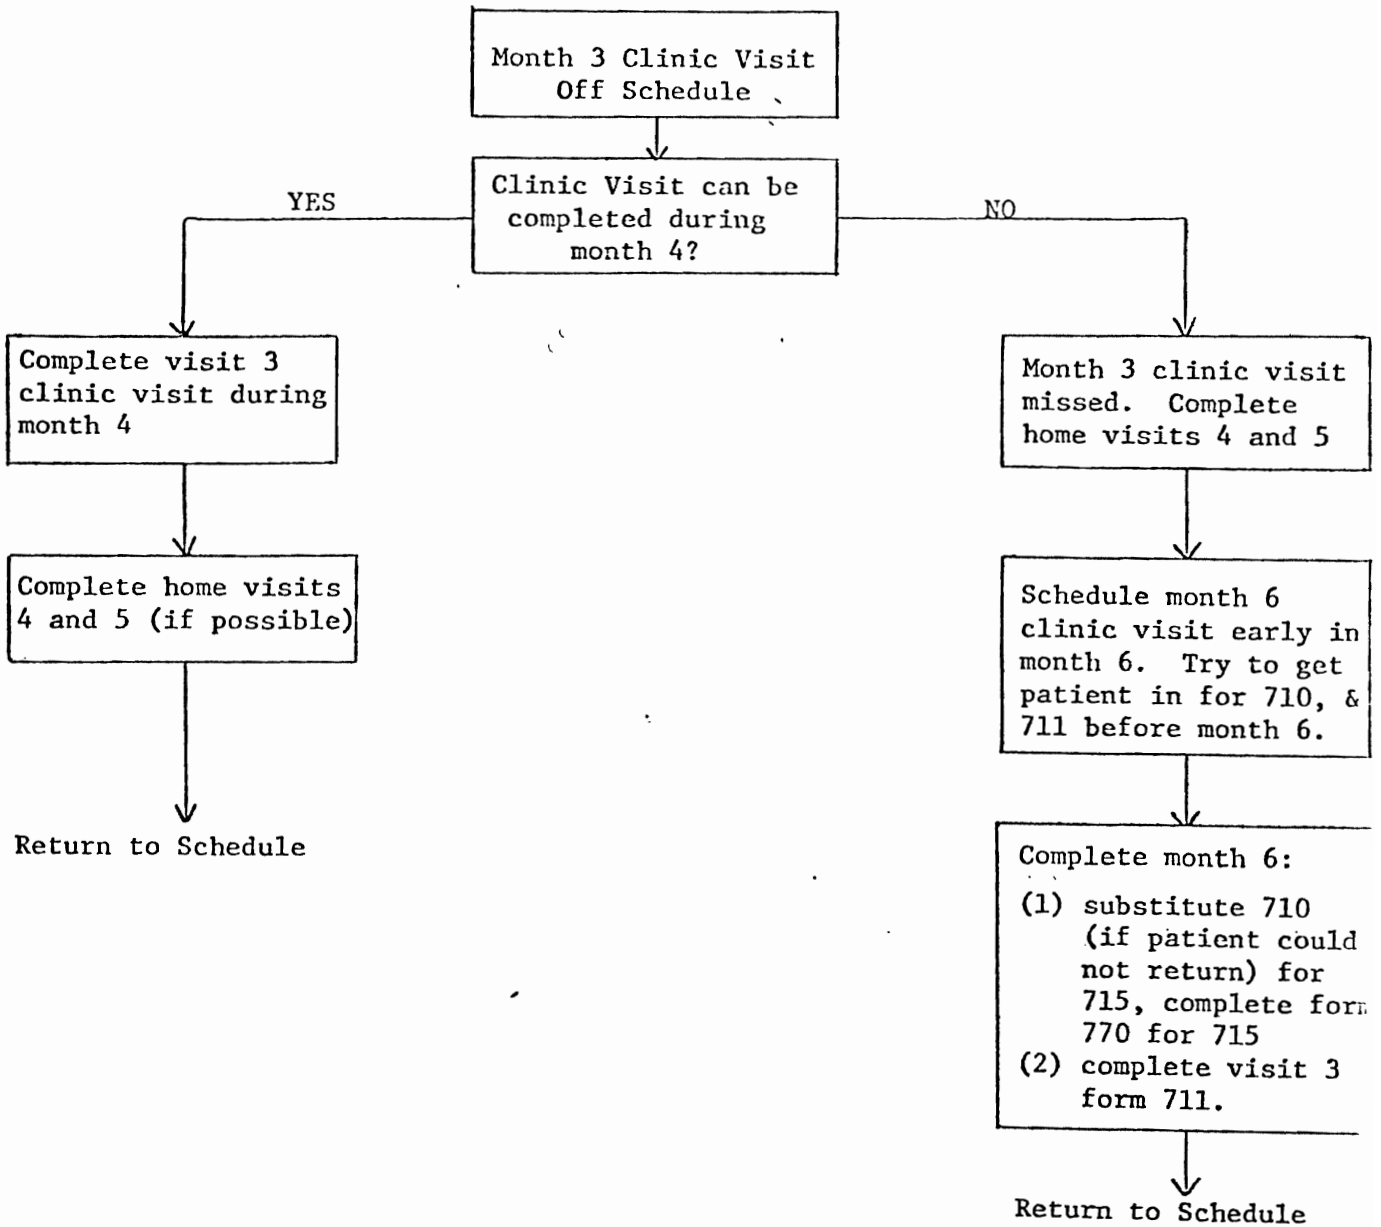 Month 3 Clinic Visit
Off Schedule
Clinic Visit can be
completed during
month 4?
YES
NO
Complete visit 3
clinic visit during
month 4
Complete home visits
4 and 5 (if possible)
Return to Schedule
Month 3 clinic visit
missed. Complete
home visits 4 and 5
Schedule month 6
clinic visit early in
month 6. Try to get
patient in for 710, &
711 before month 6.
Complete month 6:
(1) substitute 710
(if patient could
not return) for
715, complete form
770 for 715
(2) complete visit 3
form 711.
Return to Schedule